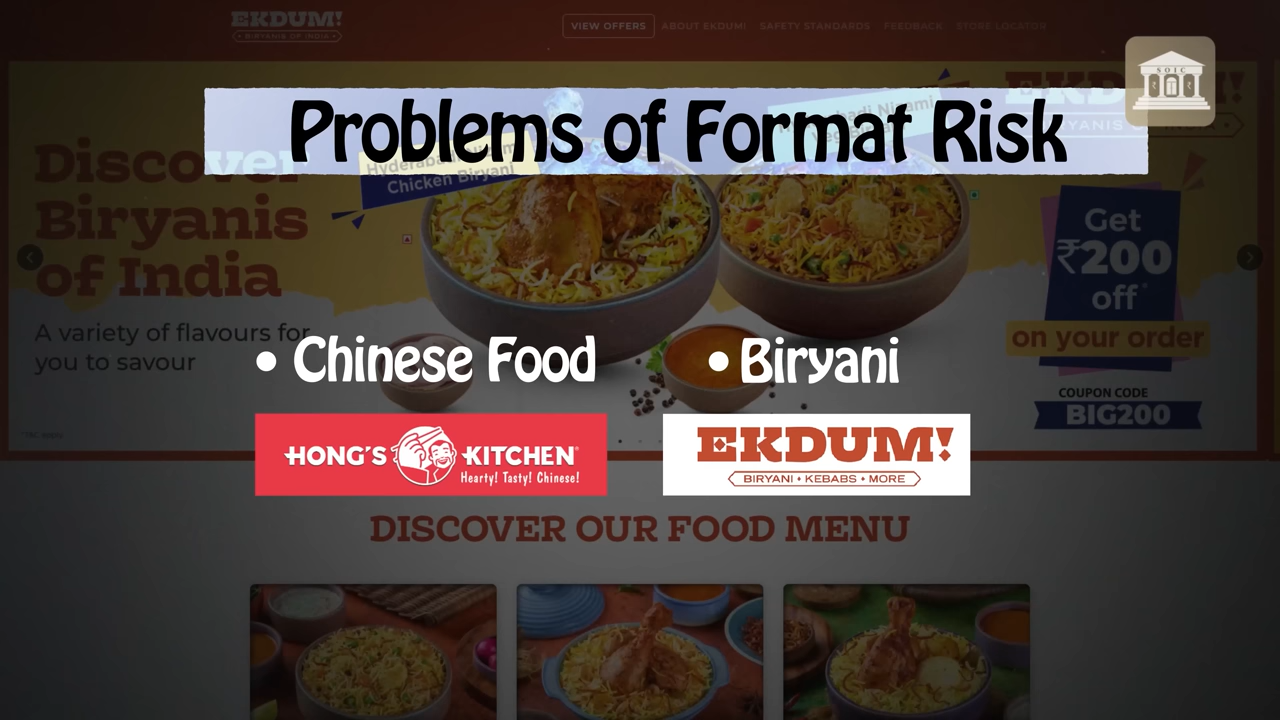 EKDUM!
BIRYANIS OF INDIA
VIEW OFFERS
ABOUT EKDUM!
SAFETY STANDARDS
FEEDBACK
STORE LOCATOR
SOIC
Problems of Format Risk
Discover
Biryanis
of India
A variety of flavours for
you to savour
Chicken Biryani
Get
₹200
off*
on your order
COUPON CODE
BIG200
• Chinese Food
• Biryani
HONG'S KITCHEN
Hearty! Tasty! Chinese!
EKDUM!
BIRYANI • KEBABS • MORE
DISCOVER OUR FOOD MENU